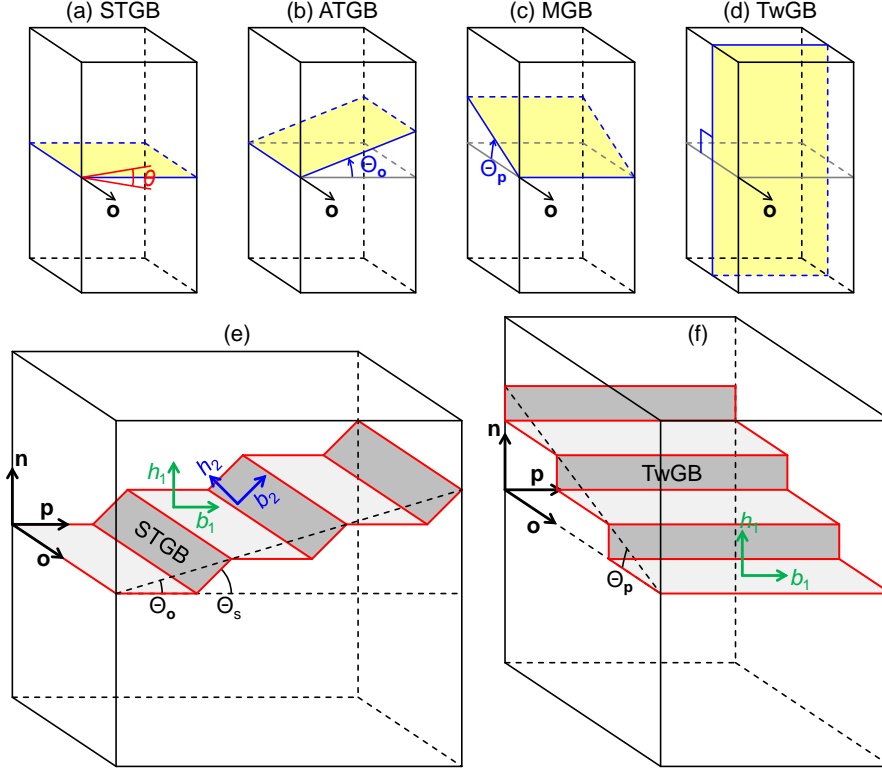 (a) STGB
(b) ATGB
(c) MGB
(d) TwGB
θ
o
Θo
o
Θp
o
o
(e)
n
p
o
h1
b1
h2
b2
STGB
Θo
Θs
(f)
n
p
o
TwGB
h1
b1
Θp